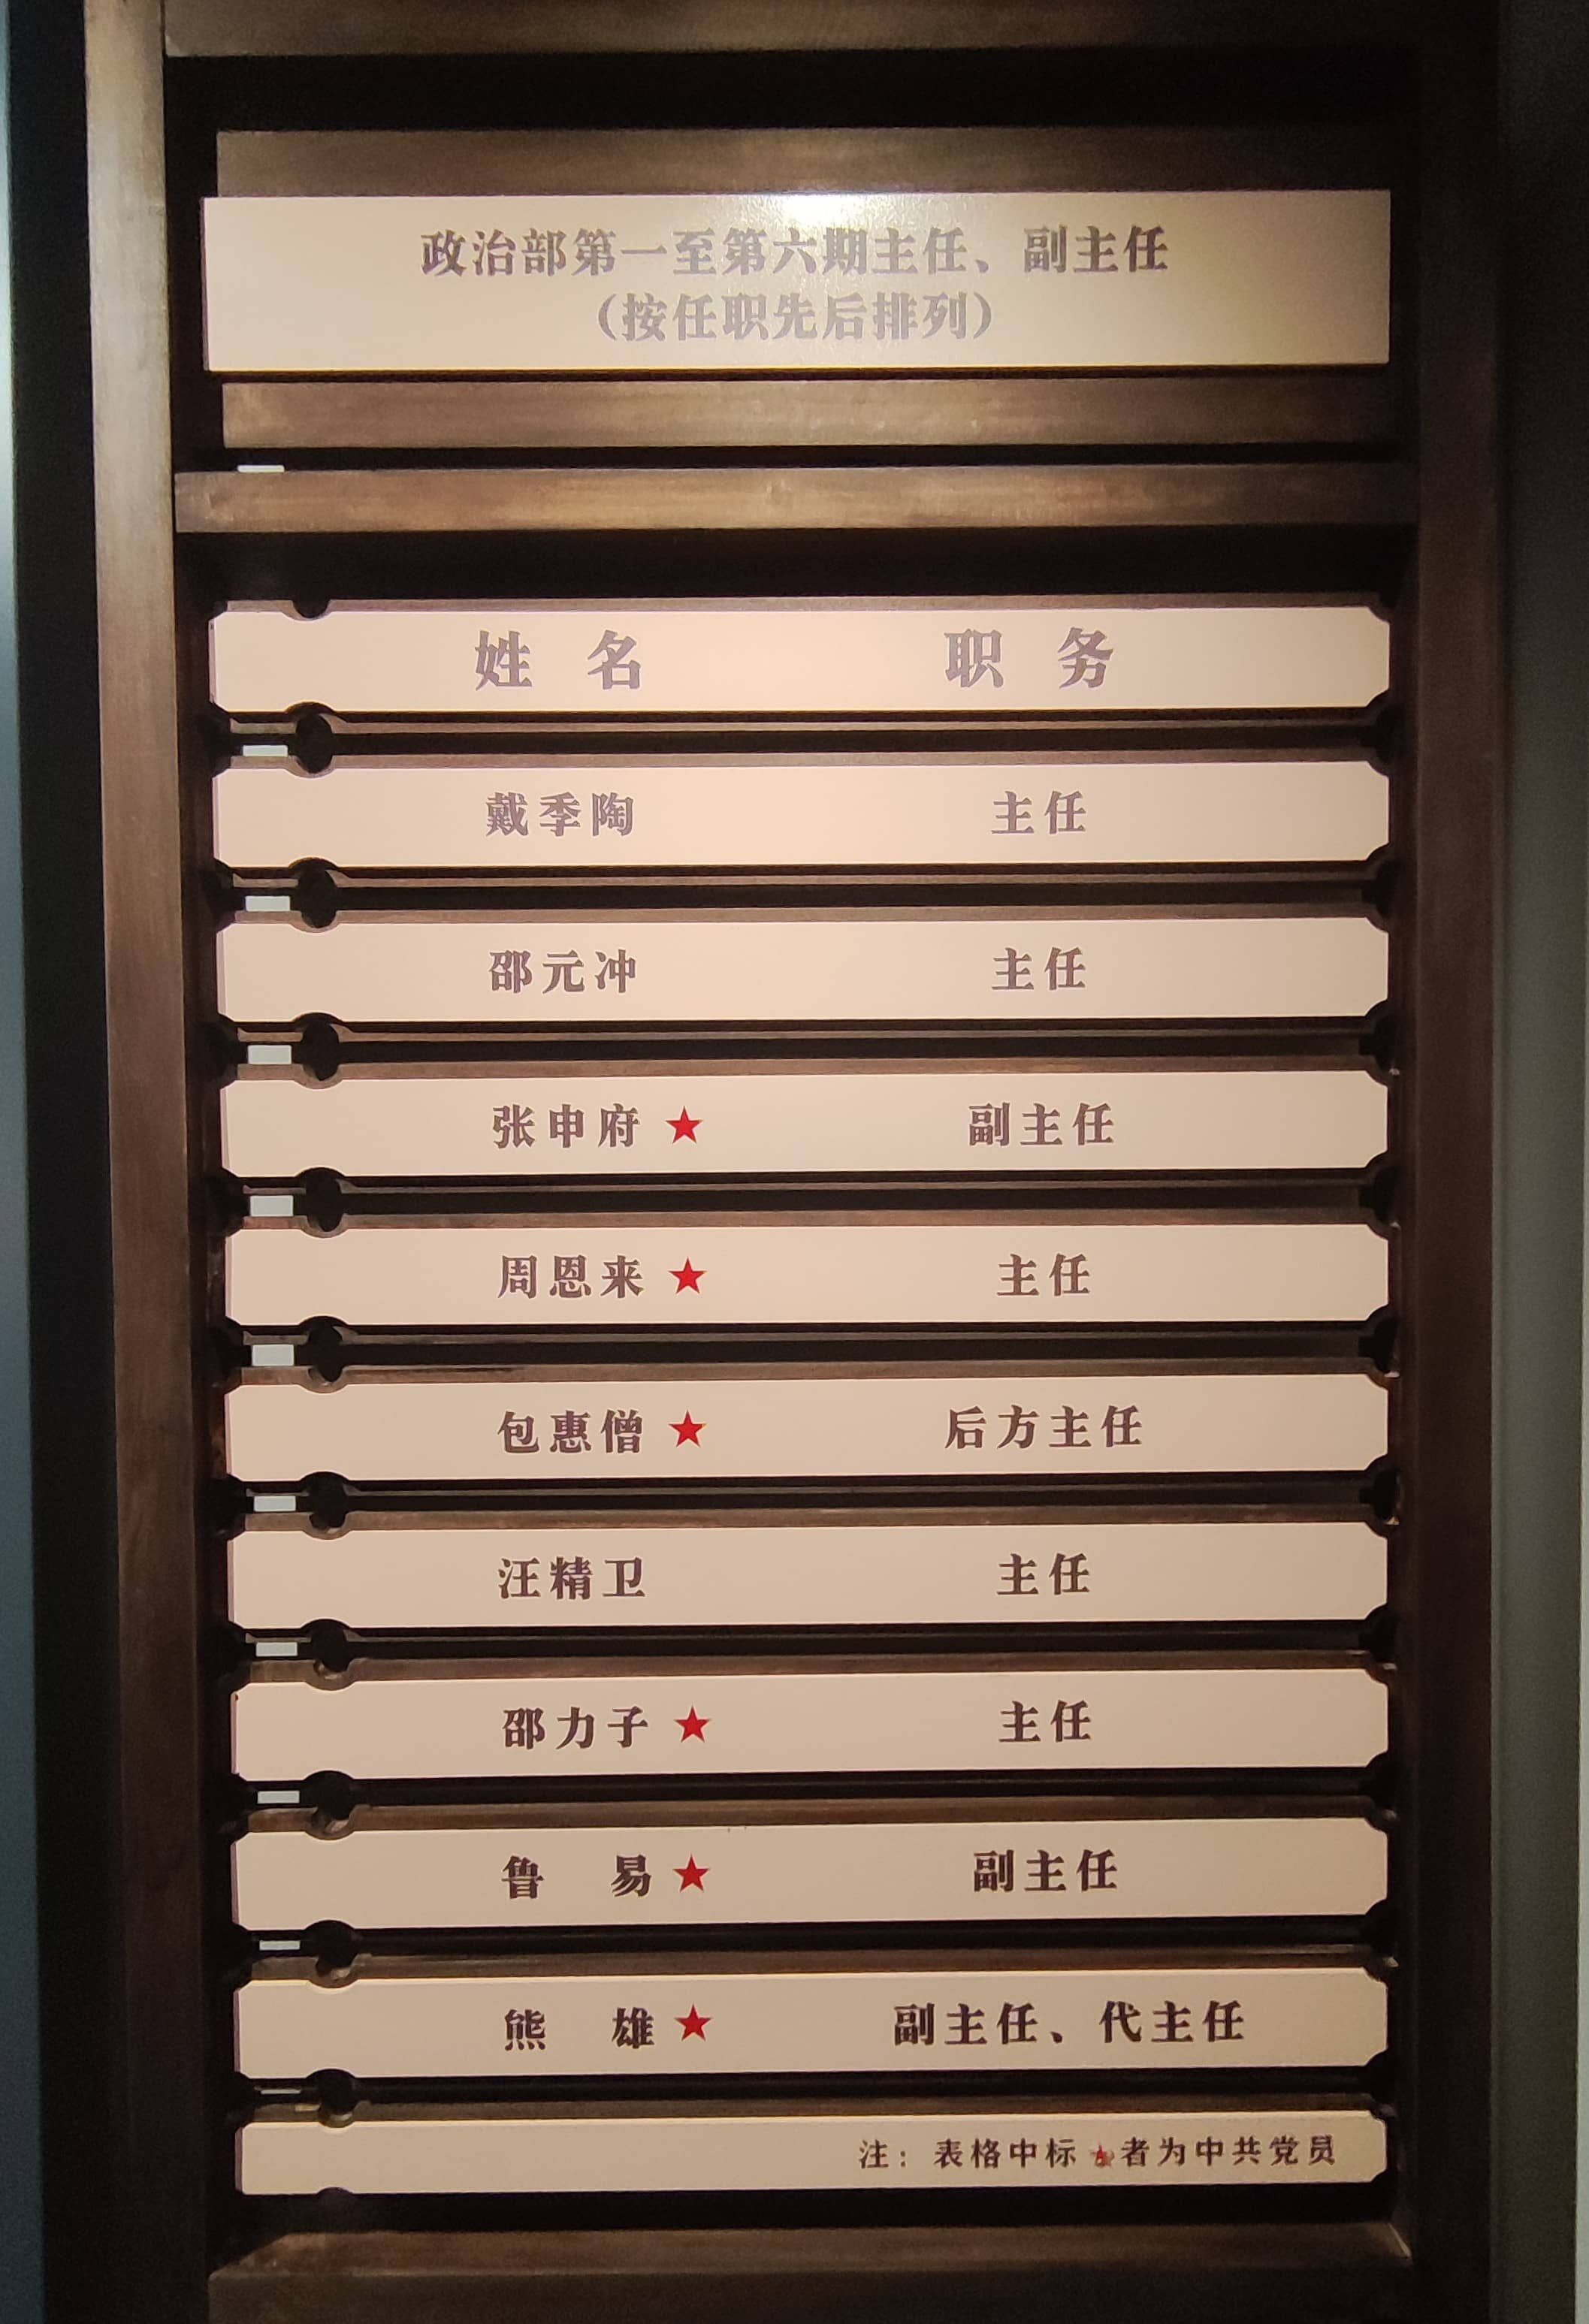 政治部第一至第六期主任、副主任
（按任职先后排列）
姓 名 职 务
戴季陶 主任
邵元冲 主任
张申府★ 副主任
周恩来★ 主任
包惠僧★ 后方主任
汪精卫 主任
邵力子★ 主任
鲁 易★ 副主任
熊 雄★ 副主任、代主任
注：表格中标★者为中共党员